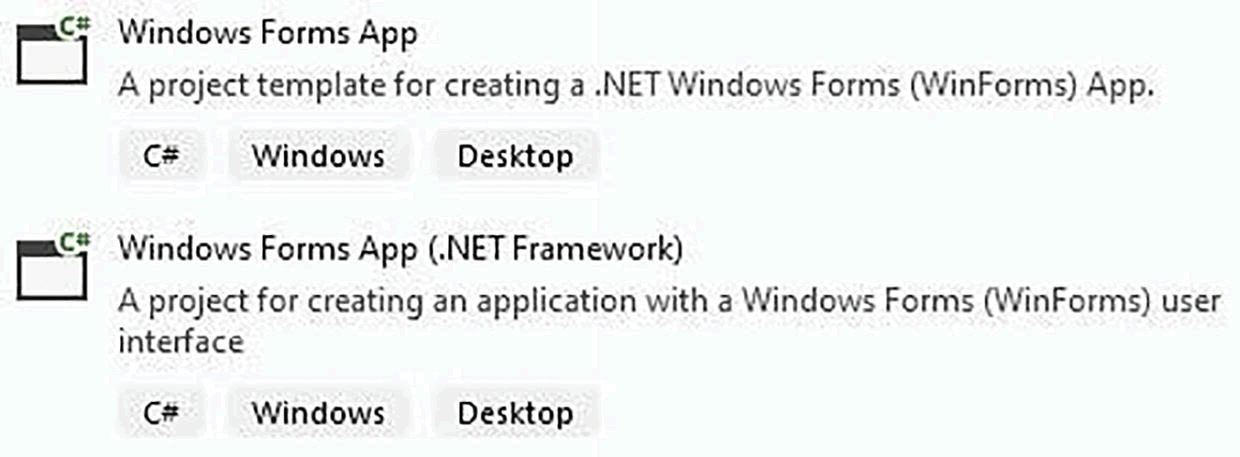 C#
Windows Forms App
A project template for creating a .NET Windows Forms (WinForms) App.
C# Windows Desktop
C#
Windows Forms App (.NET Framework)
A project for creating an application with a Windows Forms (WinForms) user
interface
C# Windows Desktop